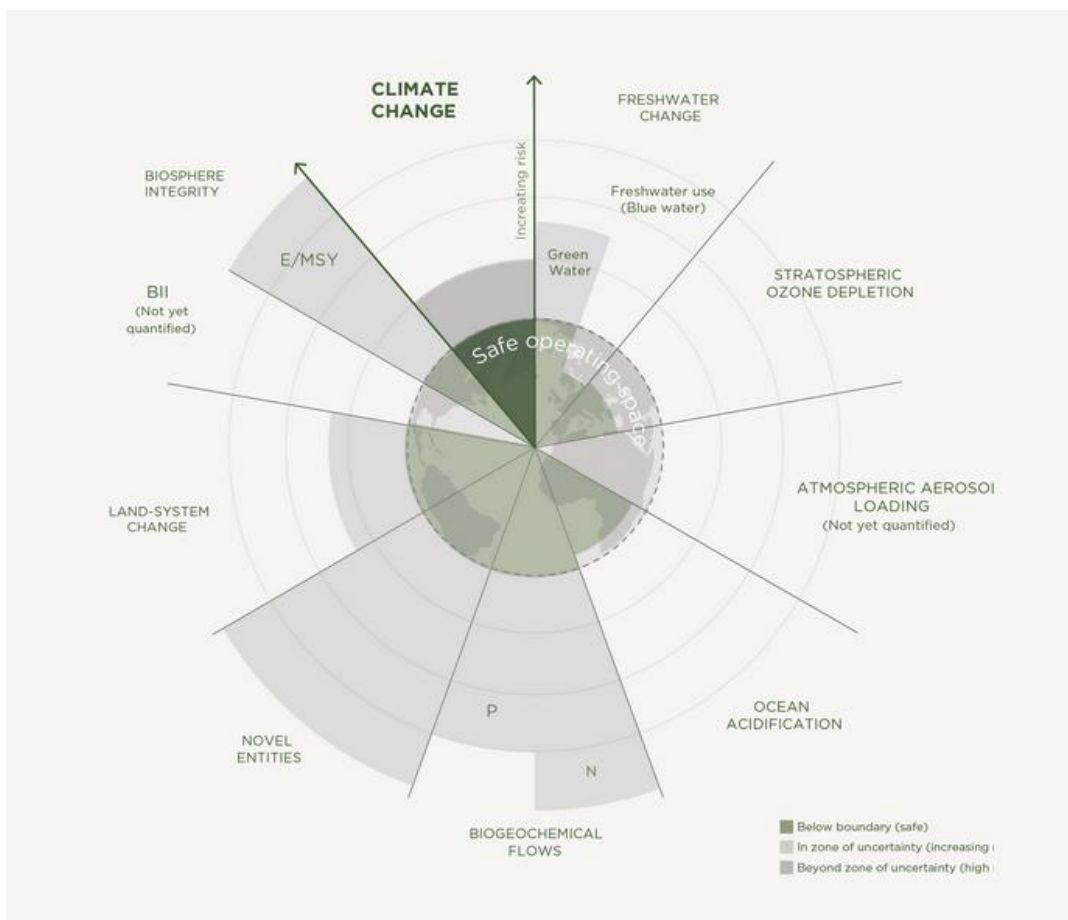 CLIMATE
CHANGE
FRESHWATER
CHANGE
Increating risk
BIOSPHERE
INTEGRITY
Freshwater use
(Blue water)
E/MSY
Green
Water
STRATOSPHERIC
OZONE DEPLETION
BII
(Not yet
quantified)
Safe operating space
LAND-SYSTEM
CHANGE
ATMOSPHERIC AEROSOl
LOADING
(Not yet quantified)
P
OCEAN
ACIDIFICATION
NOVEL
ENTITIES
N
BIOGEOCHEMICAL
FLOWS
Below boundary (safe)
In zone of uncertainty (increasing
Beyond zone of uncertainty (high